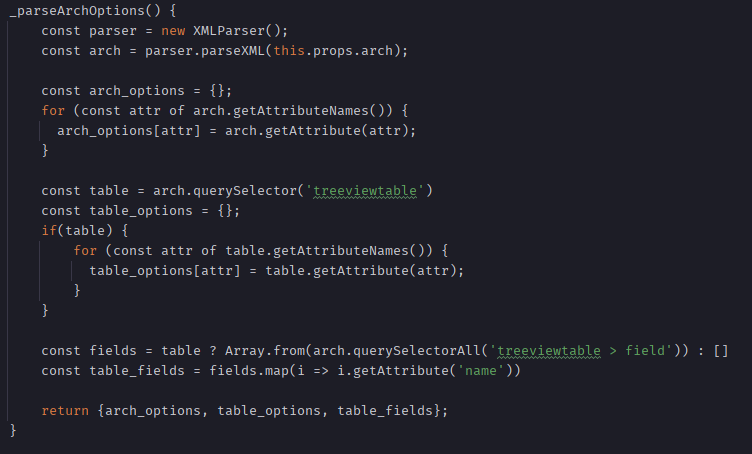 _parseArchOptions() {
    const parser = new XMLParser();
    const arch = parser.parseXML(this.props.arch);

    const arch_options = {};
    for (const attr of arch.getAttributeNames()) {
      arch_options[attr] = arch.getAttribute(attr);
    }

    const table = arch.querySelector('treeviewtable')
    const table_options = {};
    if(table) {
        for (const attr of table.getAttributeNames()) {
          table_options[attr] = table.getAttribute(attr);
        }
    }

    const fields = table ? Array.from(arch.querySelectorAll('treeviewtable > field')) : []
    const table_fields = fields.map(i => i.getAttribute('name'))

    return {arch_options, table_options, table_fields};
}